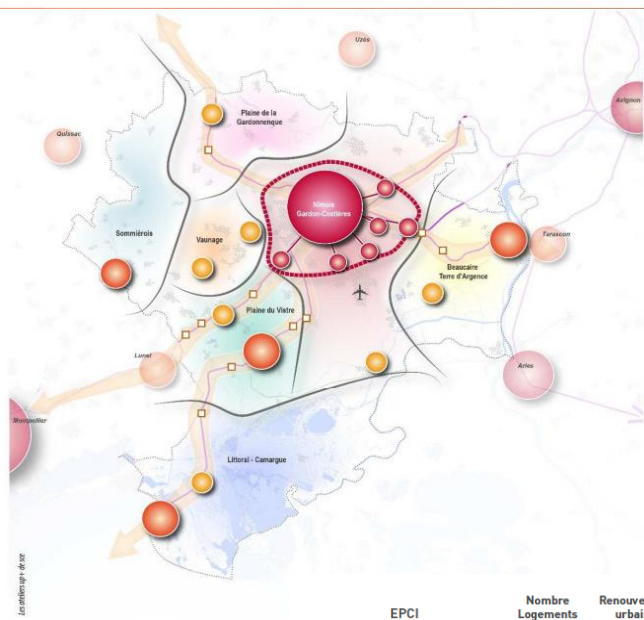 Uzès
Avignon
Plaine de la
Gardonnenque
Quissac
Nîmois
Gardon-Costières
Sommiérois
Vaunage
Tarascon
Beaucaire
Terre d'Argence
Plaine du Vistre
Lunel
Arles
Montpellier
Littoral - Camargue
Les ateliers up+ de sce
EPCI
Nombre
Logements
Renouve
urbai